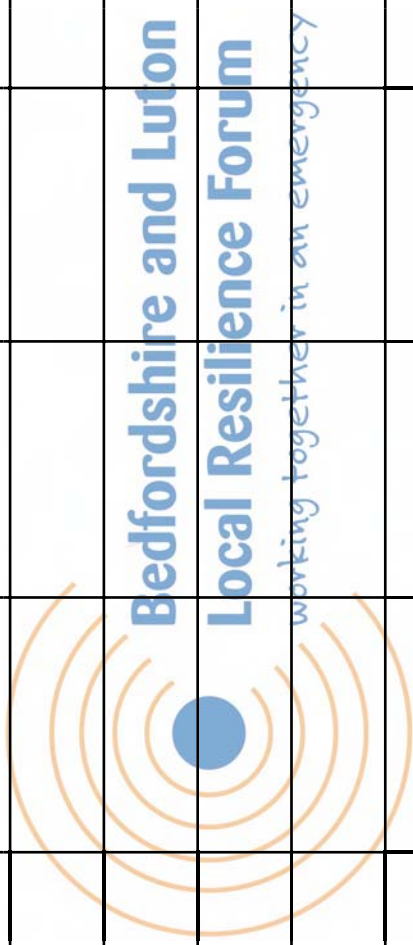 Bedfordshire and Luton
Local Resilience Forum
working together in an emergency